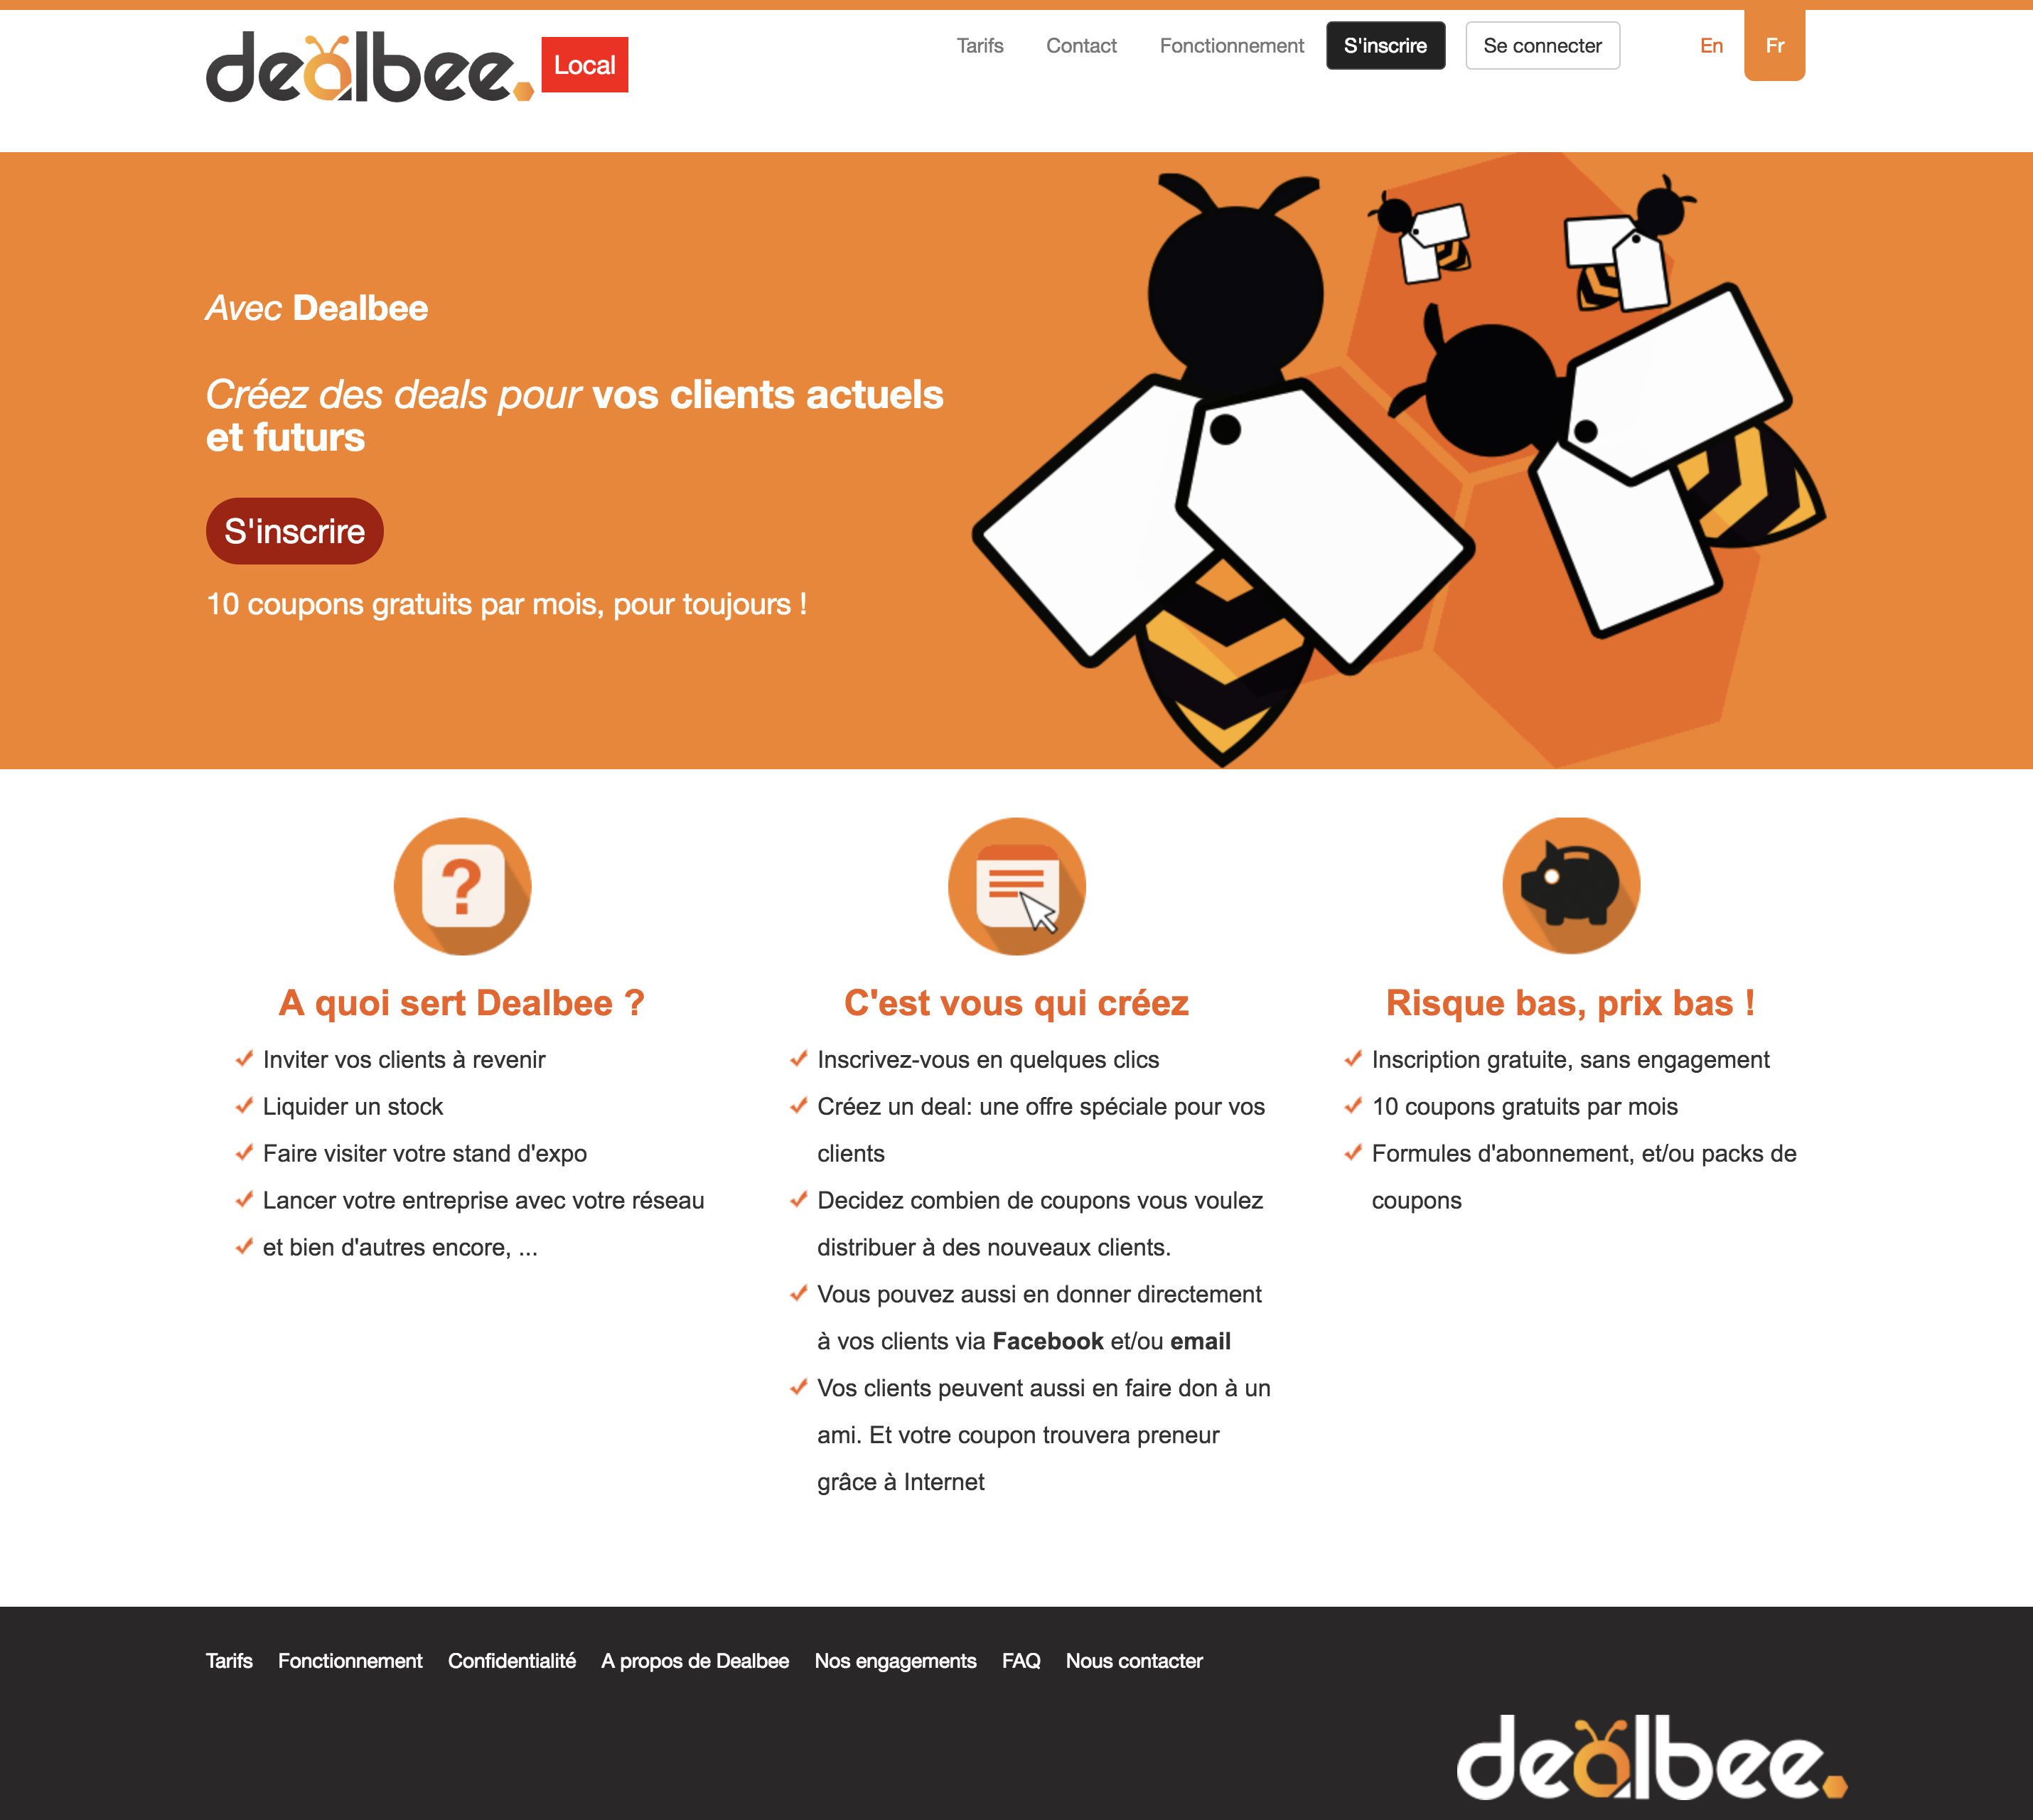 dealbee. Local
Tarifs Contact Fonctionnement S'inscrire Se connecter En Fr
Avec Dealbee
Créez des deals pour vos clients actuels
et futurs
S'inscrire
10 coupons gratuits par mois, pour toujours !
?
A quoi sert Dealbee ?
Inviter vos clients à revenir
Liquider un stock
Faire visiter votre stand d'expo
Lancer votre entreprise avec votre réseau
et bien d'autres encore, ...
C'est vous qui créez
Inscrivez-vous en quelques clics
Créez un deal: une offre spéciale pour vos
clients
Decidez combien de coupons vous voulez
distribuer à des nouveaux clients.
Vous pouvez aussi en donner directement
à vos clients via Facebook et/ou email
Vos clients peuvent aussi en faire don à un
ami. Et votre coupon trouvera preneur
grâce à Internet
Risque bas, prix bas !
Inscription gratuite, sans engagement
10 coupons gratuits par mois
Formules d'abonnement, et/ou packs de
coupons
Tarifs Fonctionnement Confidentialité A propos de Dealbee Nos engagements FAQ Nous contacter
dealbee.